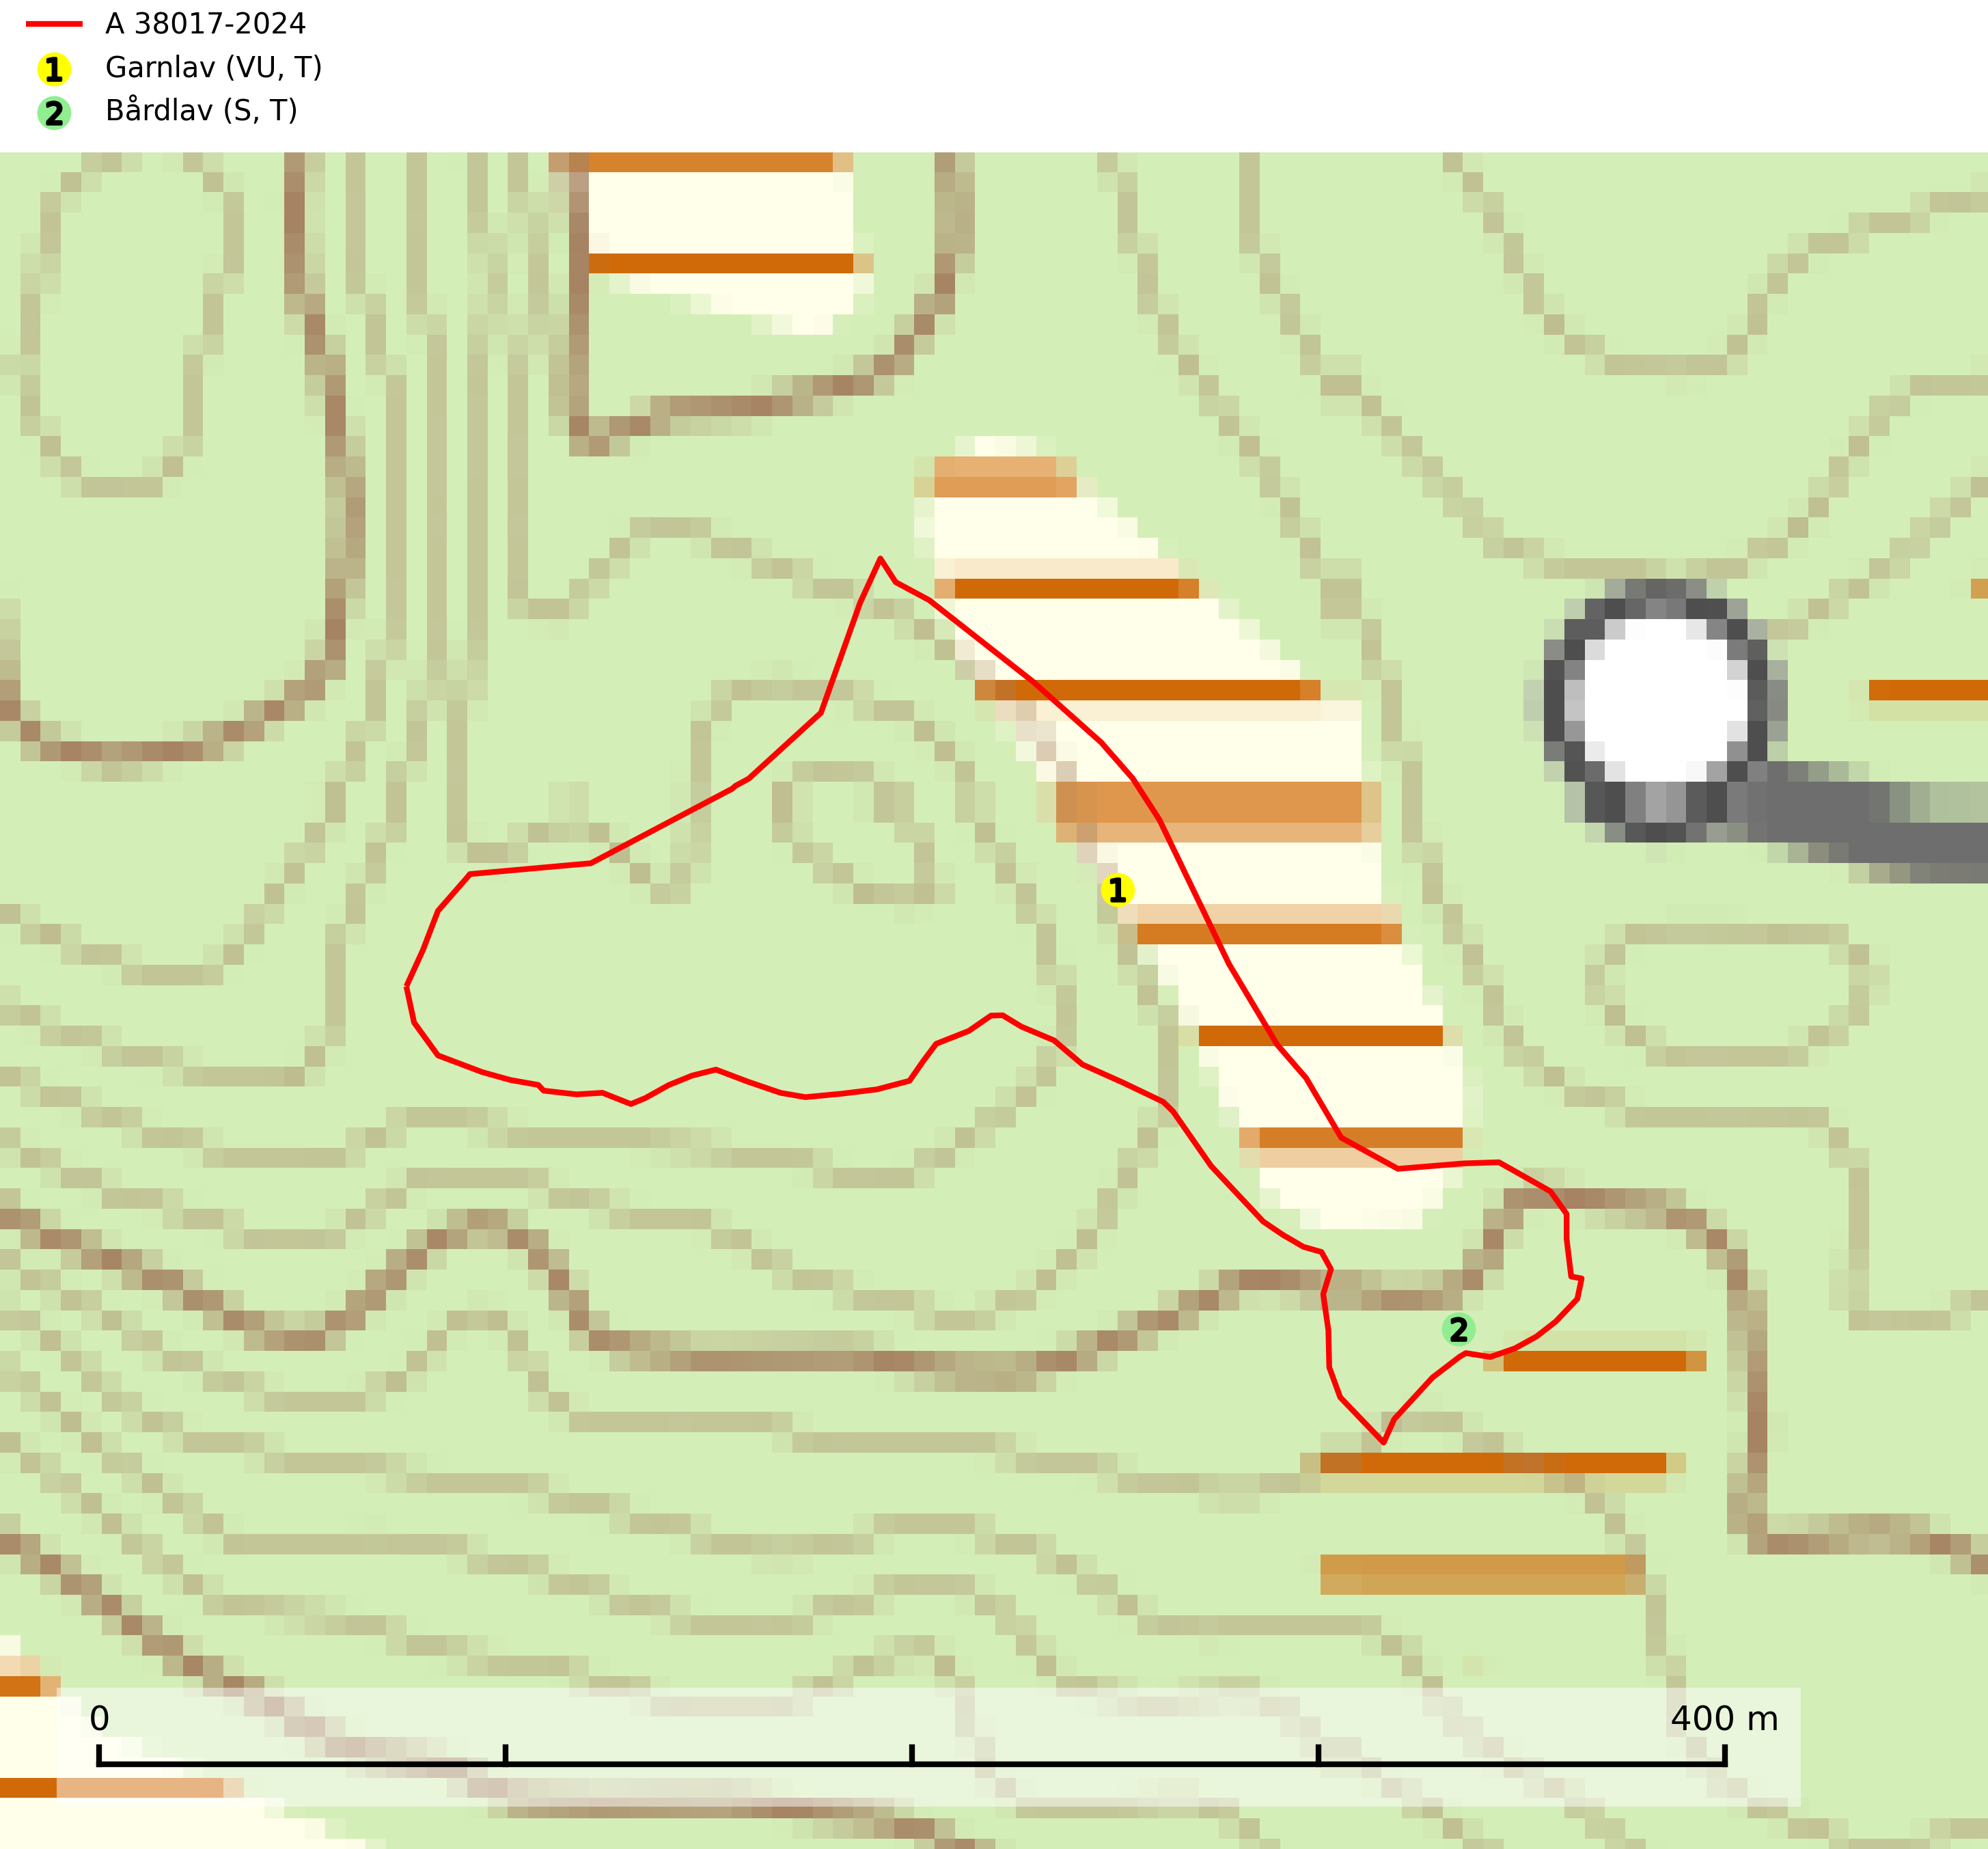 A 38017-2024
1 Garnlav (VU, T)
2 Bårdlav (S, T)
1
2
0 400 m